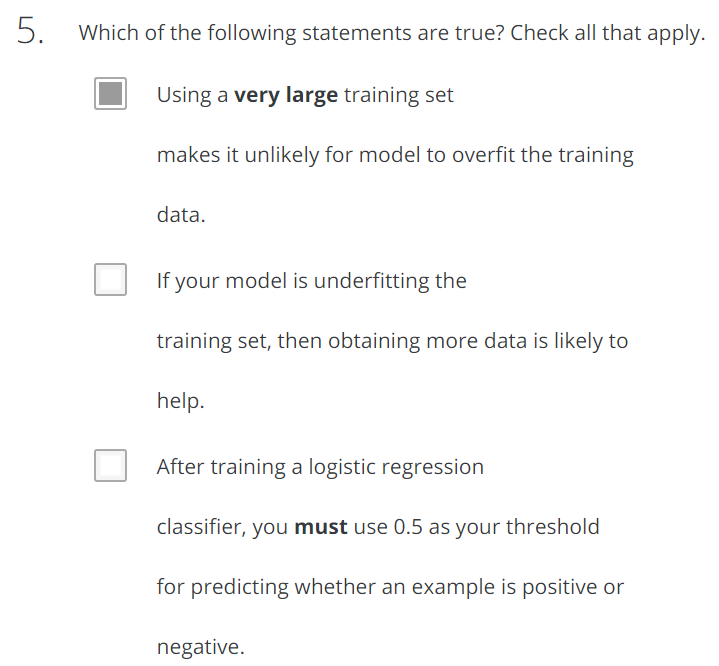 5. Which of the following statements are true? Check all that apply.
Using a very large training set
makes it unlikely for model to overfit the training
data.
If your model is underfitting the
training set, then obtaining more data is likely to
help.
After training a logistic regression
classifier, you must use 0.5 as your threshold
for predicting whether an example is positive or
negative.